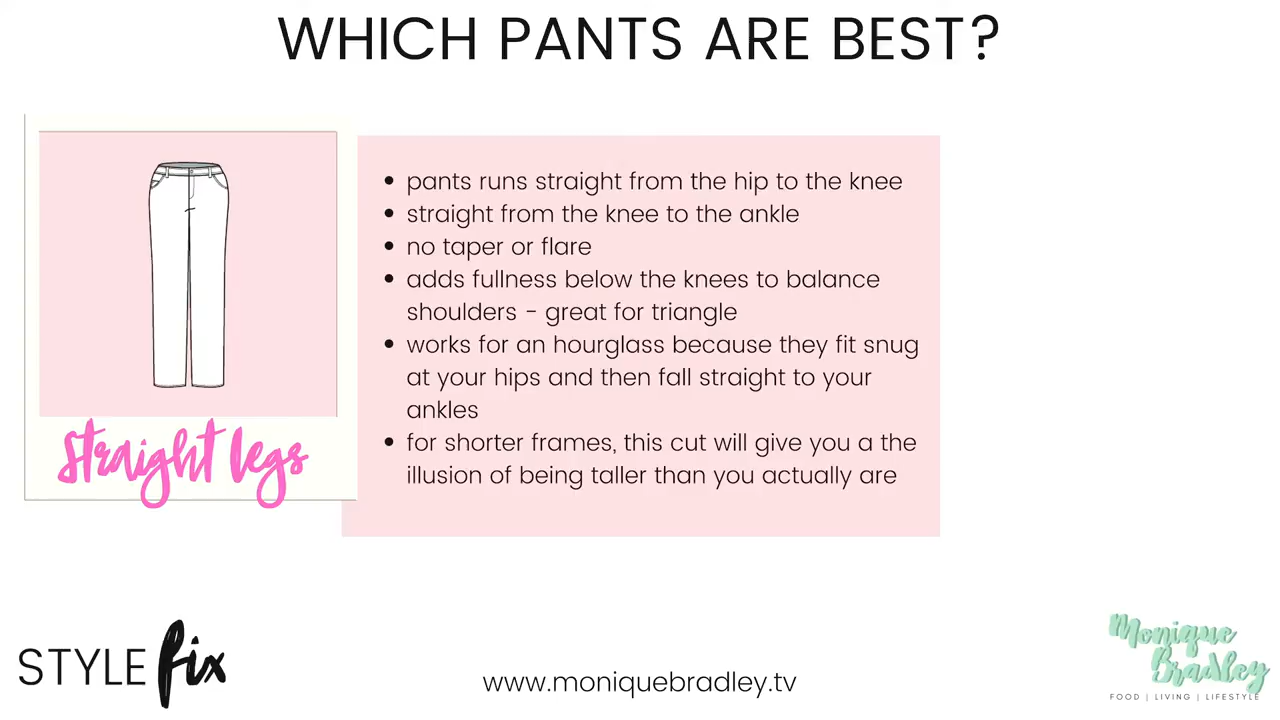 WHICH PANTS ARE BEST?
• pants runs straight from the hip to the knee
• straight from the knee to the ankle
• no taper or flare
• adds fullness below the knees to balance
shoulders - great for triangle
• works for an hourglass because they fit snug
at your hips and then fall straight to your
ankles
• for shorter frames, this cut will give you a the
illusion of being taller than you actually are
Straight legs
STYLE fix
www.moniquebradley.tv
Monique
Bradley
FOOD | LIVING | LIFESTYLE